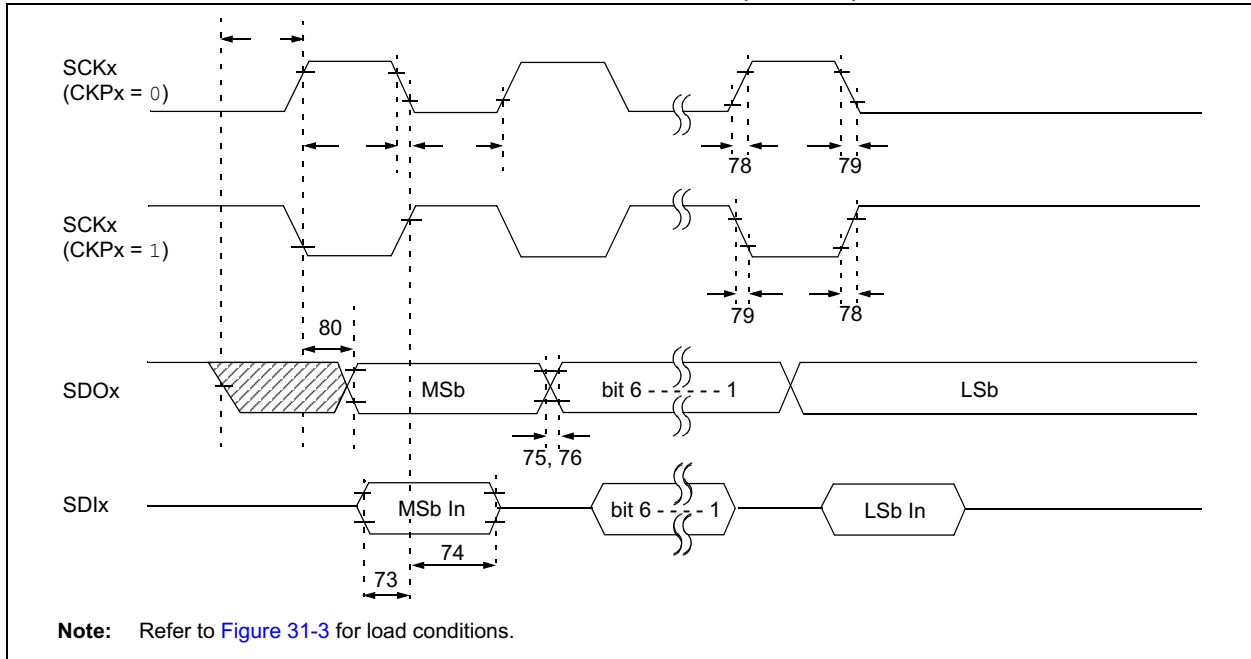 SCKx
(CKPx = 0)
78
79
SCKx
(CKPx = 1)
79
78
80
SDOx
MSb
bit 6 - - - - - - 1
LSb
75, 76
SDIx
MSb In
bit 6 - - - - - 1
LSb In
74
73
Note: Refer to Figure 31-3 for load conditions.